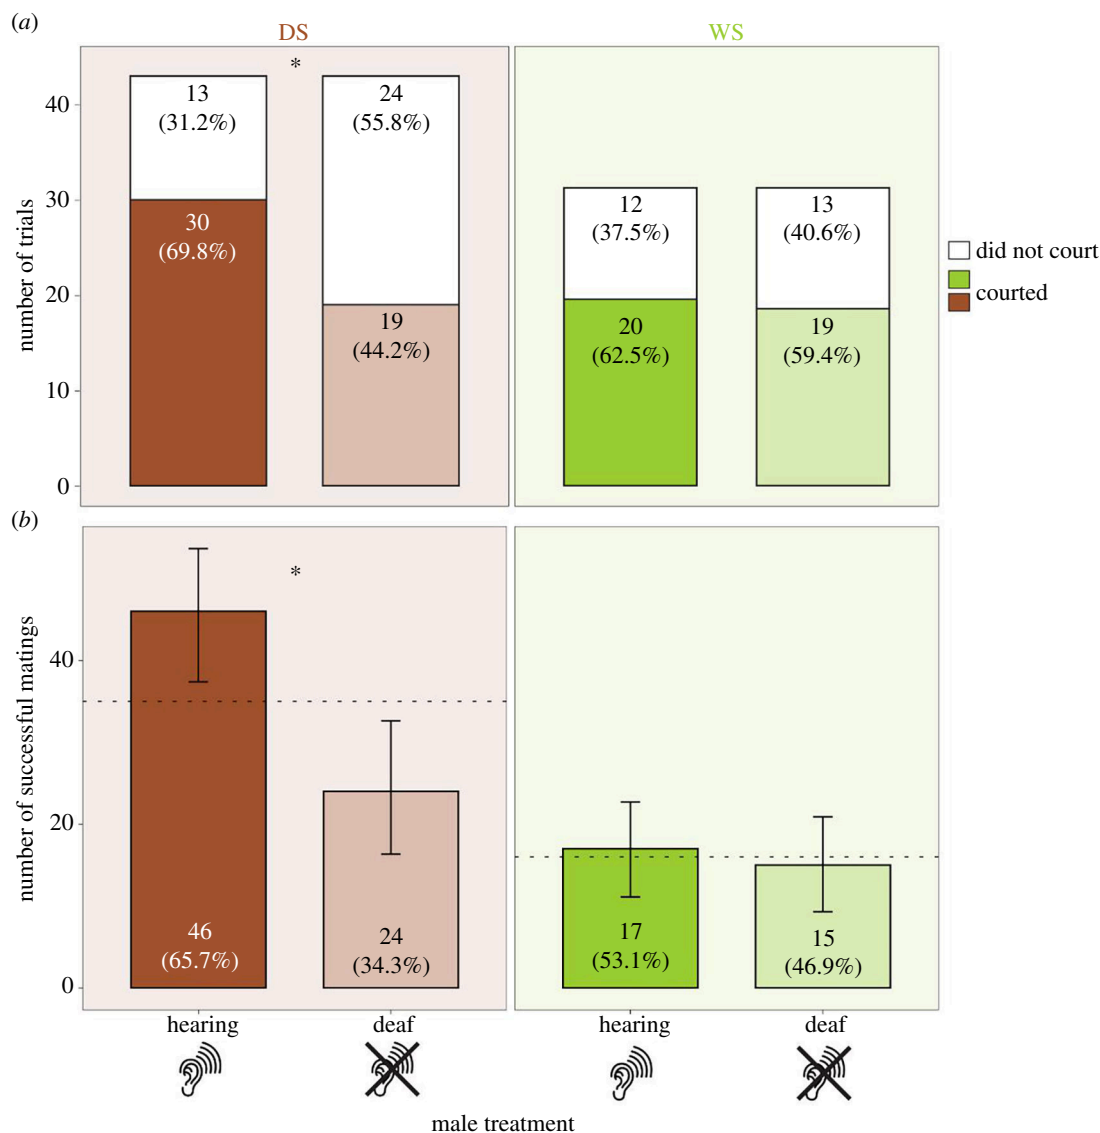 (a)
DS
WS
*
number of trials
40
30
20
10
0
13
(31.2%)
30
(69.8%)
24
(55.8%)
19
(44.2%)
12
(37.5%)
20
(62.5%)
13
(40.6%)
19
(59.4%)
did not court
courted
(b)
*
number of successful matings
40
20
0
46
(65.7%)
24
(34.3%)
17
(53.1%)
15
(46.9%)
hearing
deaf
hearing
deaf
male treatment